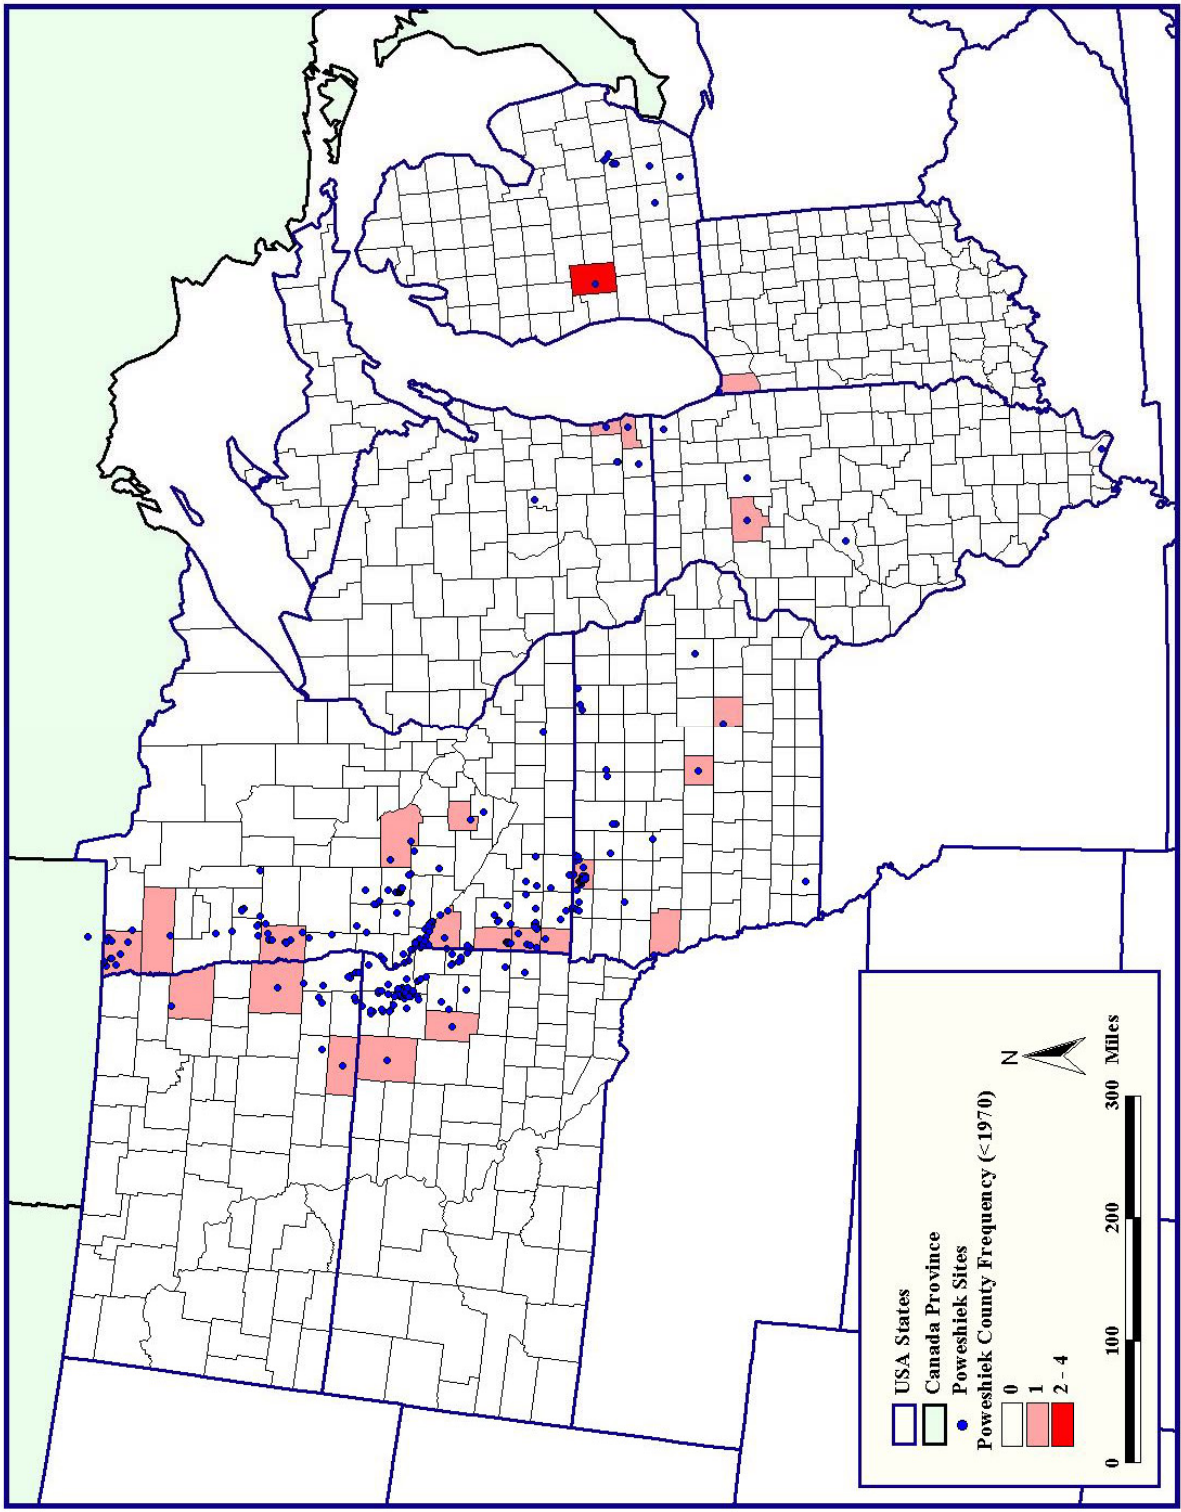 USA States
Canada Province
Poweshiek Sites
Poweshiek County Frequency (<1970)
0
1
2 - 4
N
0 100 200 300 Miles